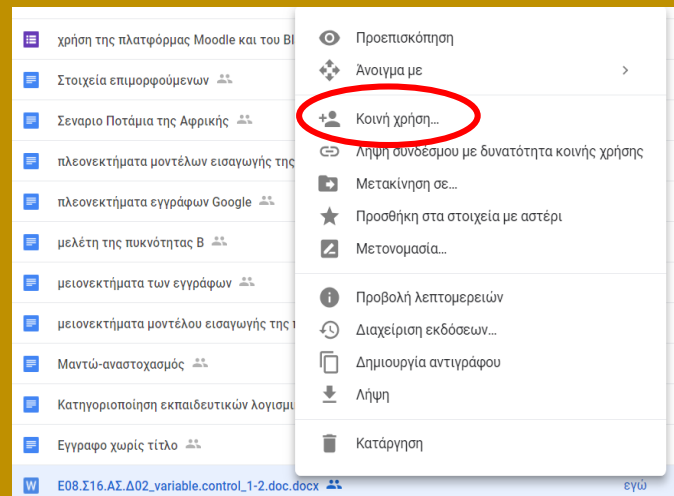 χρήση της πλατφόρμας Moodle και του Bl
Στοιχεία επιμορφούμενων
Σεναριο Ποτάμια της Αφρικής
πλεονεκτήματα μοντέλων εισαγωγής της
πλεονεκτήματα εγγράφων Google
μελέτη της πυκνότητας Β
μειονεκτήματα των εγγράφων
μειονεκτήματα μοντέλου εισαγωγής της
Μαντώ-αναστοχασμός
Κατηγοριοποίηση εκπαιδευτικών λογισμι
Εγγραφο χωρίς τίτλο
W E08.Σ16.ΑΣ.Δ02_variable.control_1-2.doc.docx εγώ
Προεπισκόπηση
Άνοιγμα με
Κοινή χρήση...
Λήψη συνδέσμου με δυνατότητα κοινής χρήσης
Μετακίνηση σε...
Προσθήκη στα στοιχεία με αστέρι
Μετονομασία...
Προβολή λεπτομερειών
Διαχείριση εκδόσεων...
Δημιουργία αντιγράφου
Λήψη
Κατάργηση